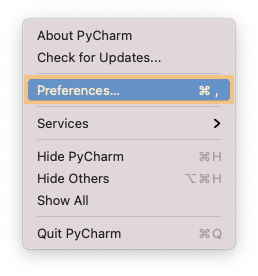 About PyCharm
Check for Updates...
Preferences... ⌘ ,
Services
Hide PyCharm ⌘H
Hide Others ⌥⌘H
Show All
Quit PyCharm ⌘Q